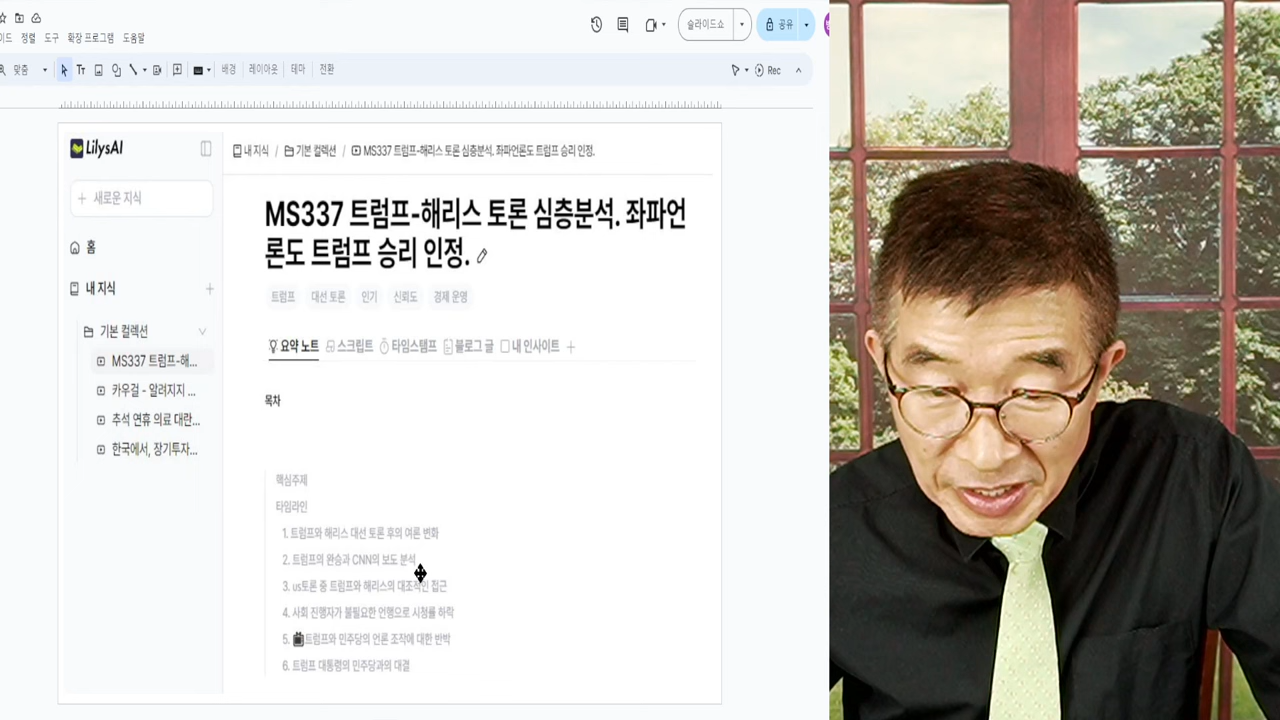 이드 정렬 도구 확장 프로그램 도움말
슬라이드쇼
공유
맞춤
배경 레이아웃 테마 전환
Rec
LilysAI
내 지식 / 기본 컬렉션 / MS337 트럼프-해리스 토론 심층분석. 좌파언론도 트럼프 승리 인정.
+ 새로운 지식
홈
내 지식 +
기본 컬렉션
MS337 트럼프-해...
카우걸 - 알려지지 ...
추석 연휴 의료 대란...
한국에서, 장기투자...
MS337 트럼프-해리스 토론 심층분석. 좌파언
론도 트럼프 승리 인정.
트럼프 대선 토론 인기 신뢰도 경제 운영
요약 노트 스크립트 타임스탬프 블로그 글 내 인사이트 +
목차
핵심주제
타임라인
1. 트럼프와 해리스 대선 토론 후의 여론 변화
2. 트럼프의 완승과 CNN의 보도 분석
3. us토론 중 트럼프와 해리스의 대조적인 접근
4. 사회 진행자가 불필요한 언행으로 시청률 하락
5. 트럼프와 민주당의 언론 조작에 대한 반박
6. 트럼프 대통령의 민주당과의 대결